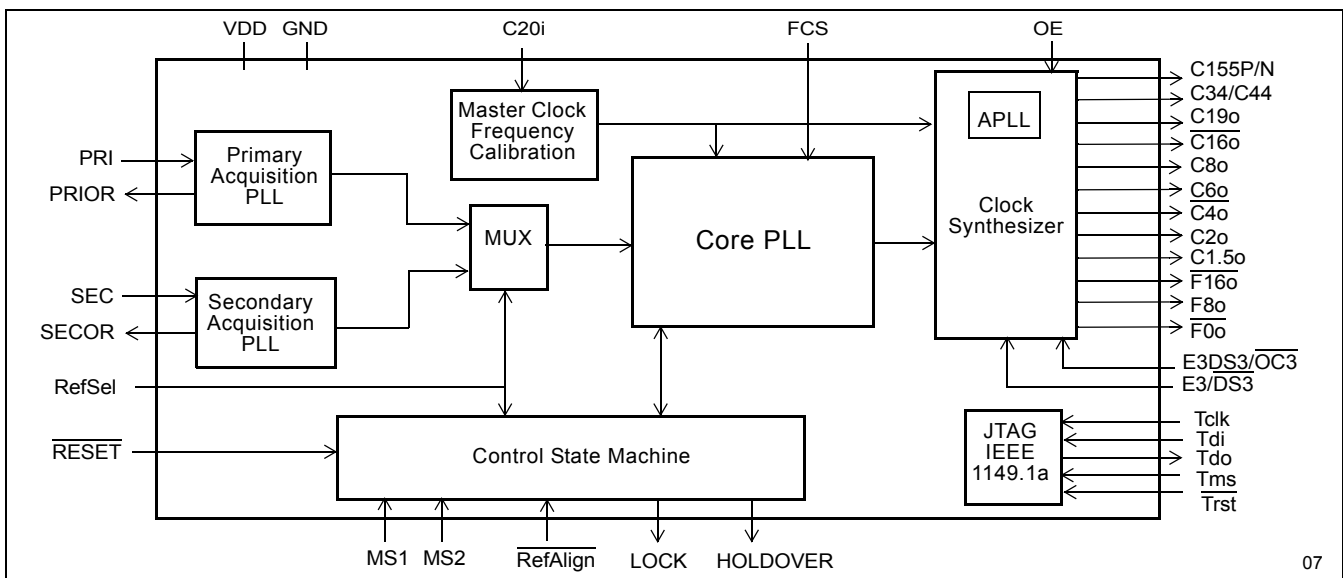 VDD GND C20i FCS OE
Master Clock
Frequency
Calibration
APLL
Clock
Synthesizer
C155P/N
C34/C44
C19o
C16o
C8o
C6o
C4o
C2o
C1.5o
F16o
F8o
F0o
E3DS3/OC3
E3/DS3
PRI
PRIOR
Primary
Acquisition
PLL
MUX
Core PLL
SEC
SECOR
Secondary
Acquisition
PLL
RefSel
RESET
Control State Machine
JTAG
IEEE
1149.1a
Tclk
Tdi
Tdo
Tms
Trst
MS1 MS2 RefAlign LOCK HOLDOVER
07